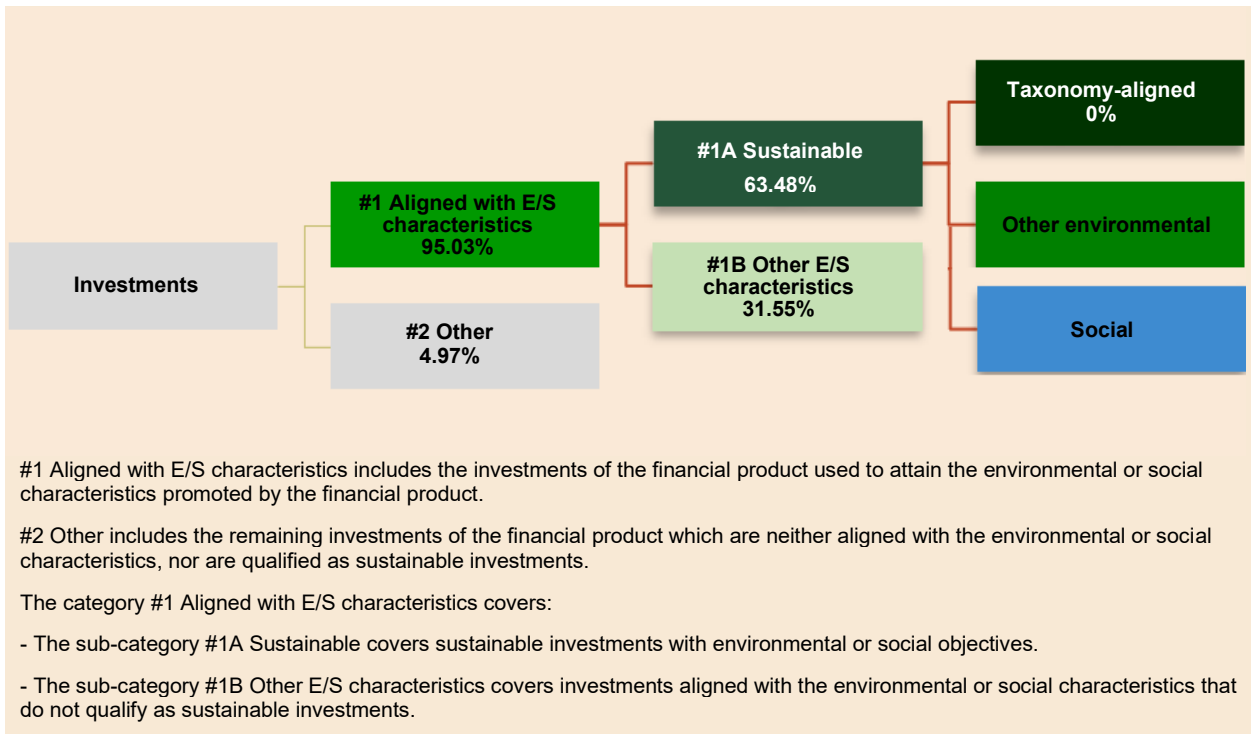 Taxonomy-aligned
0%
#1A Sustainable
63.48%
#1 Aligned with E/S
characteristics
95.03%
Other environmental
Investments
#1B Other E/S
characteristics
31.55%
#2 Other
4.97%
Social
#1 Aligned with E/S characteristics includes the investments of the financial product used to attain the environmental or social
characteristics promoted by the financial product.
#2 Other includes the remaining investments of the financial product which are neither aligned with the environmental or social
characteristics, nor are qualified as sustainable investments.
The category #1 Aligned with E/S characteristics covers:
- The sub-category #1A Sustainable covers sustainable investments with environmental or social objectives.
- The sub-category #1B Other E/S characteristics covers investments aligned with the environmental or social characteristics that
do not qualify as sustainable investments.